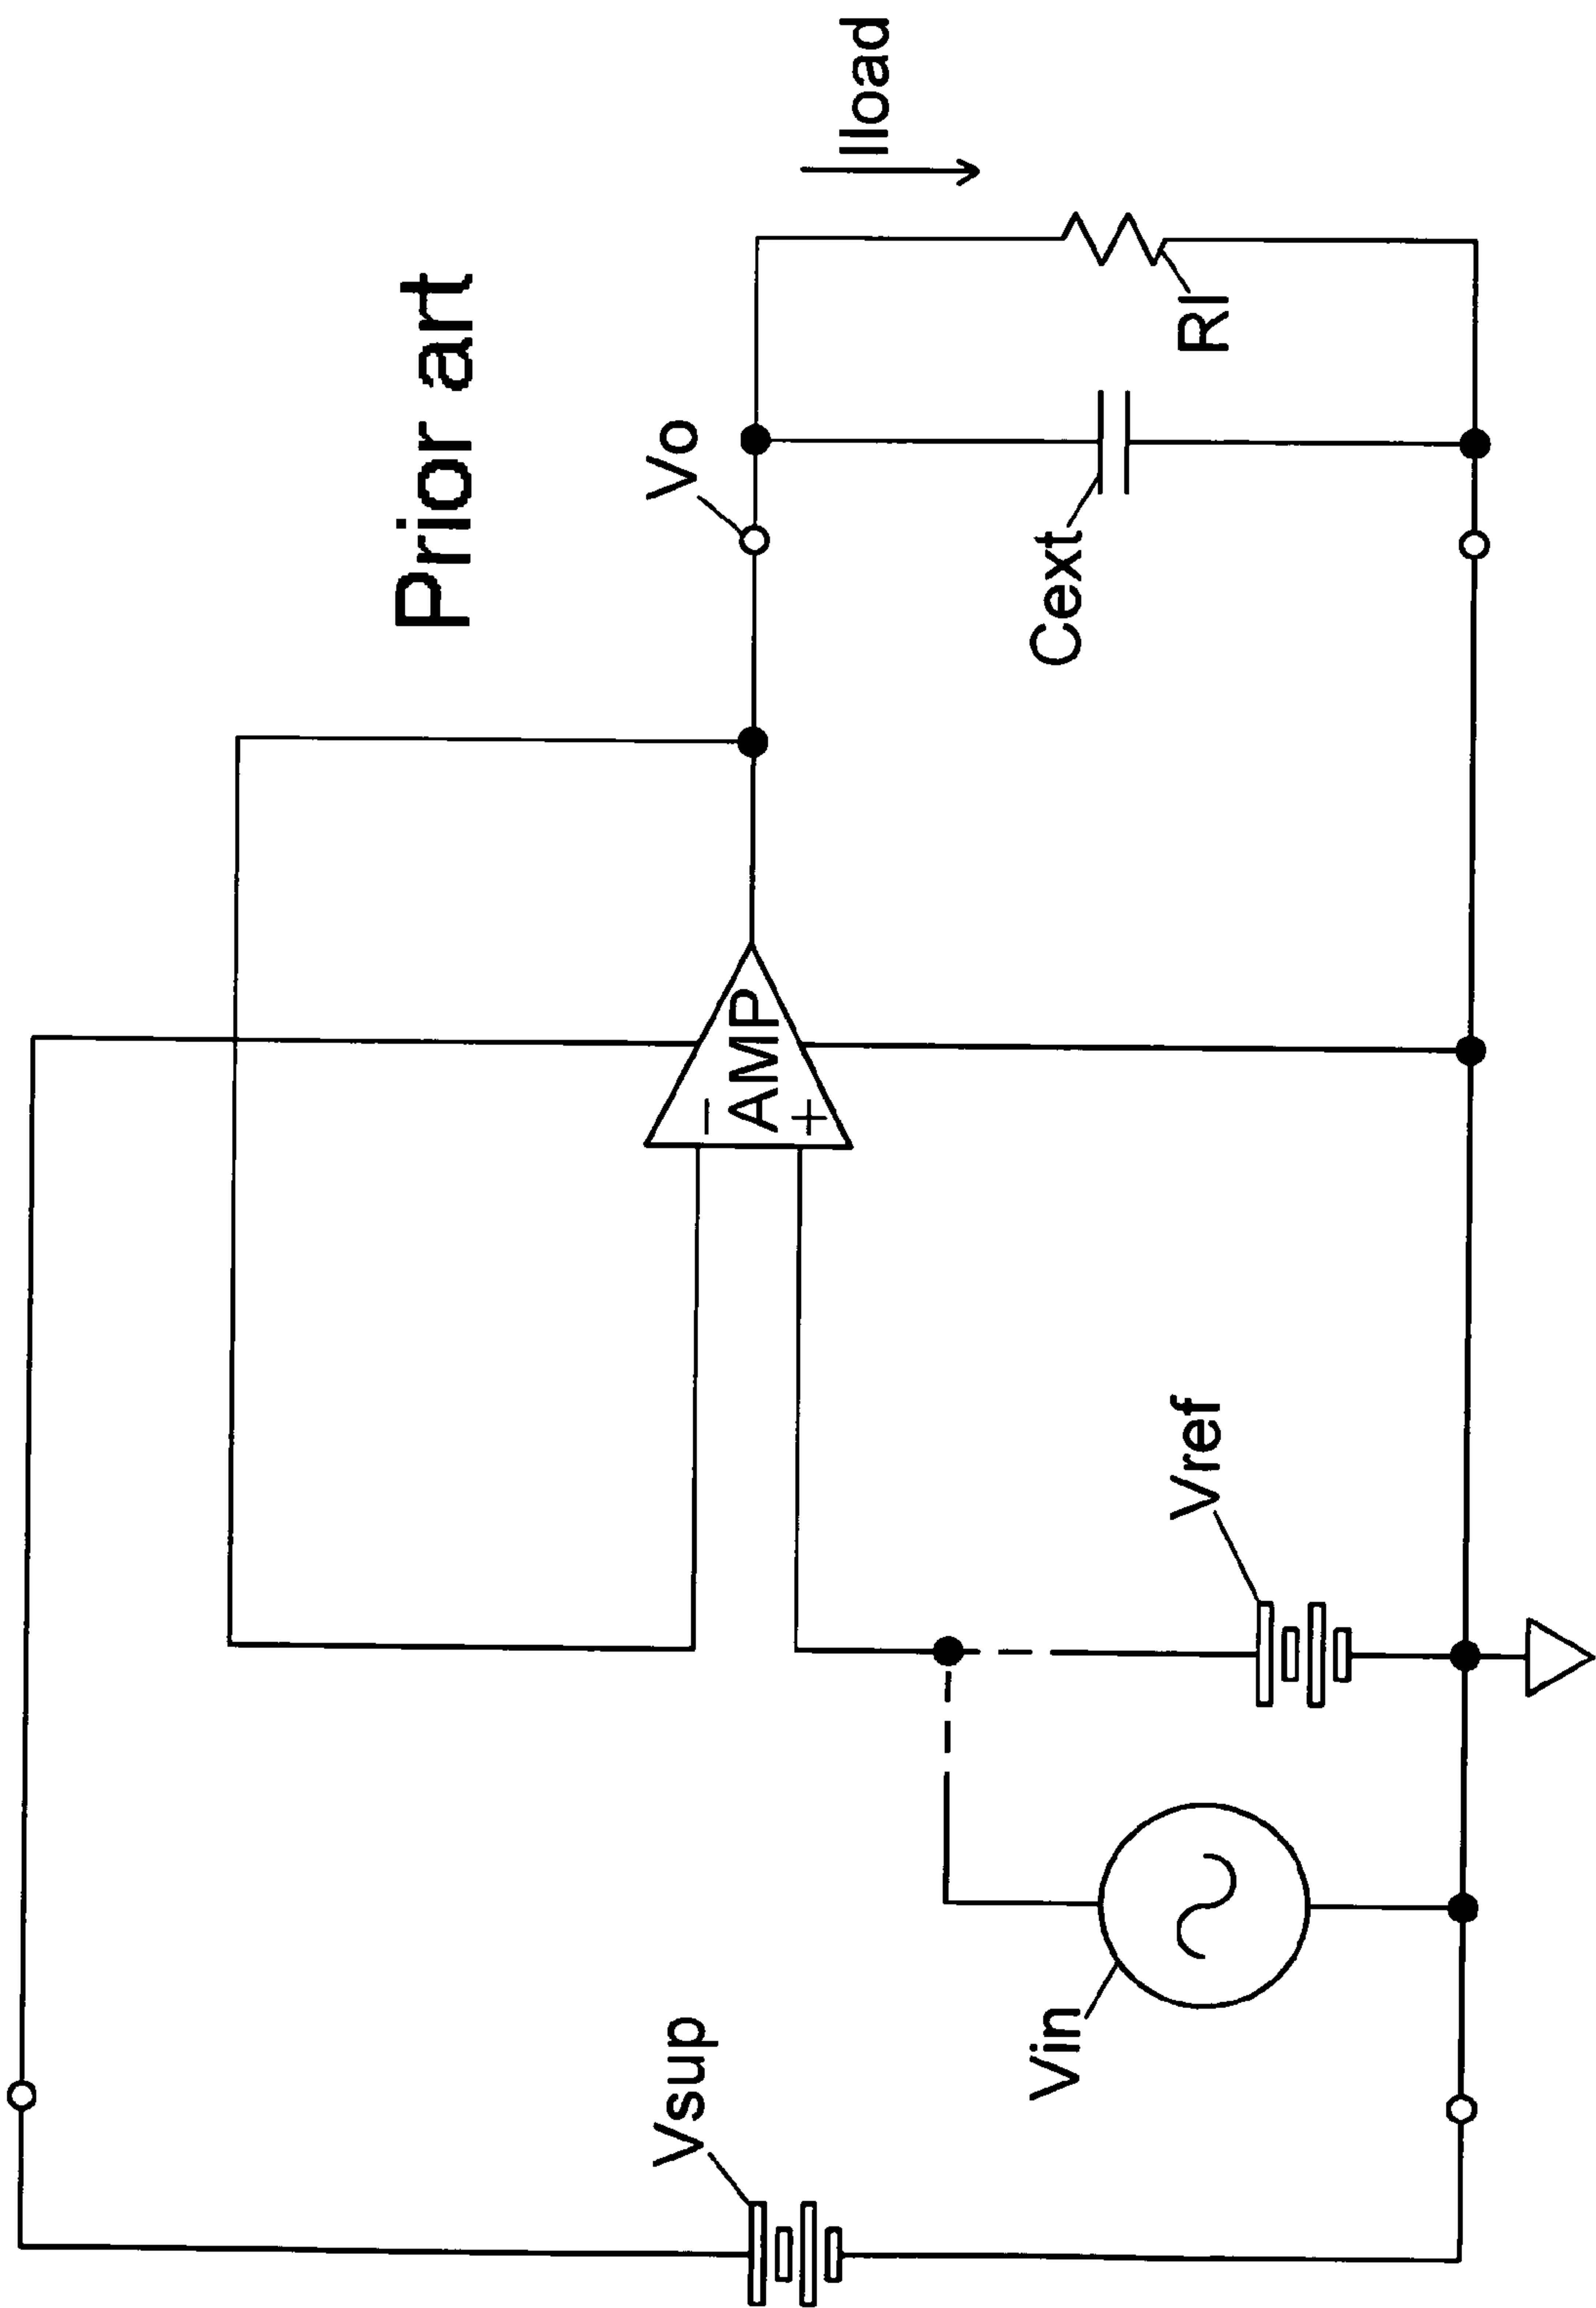 Prior art
Vsup
Vin
Vref
−
AMP
+
Vo
Cext
Rl
Iload